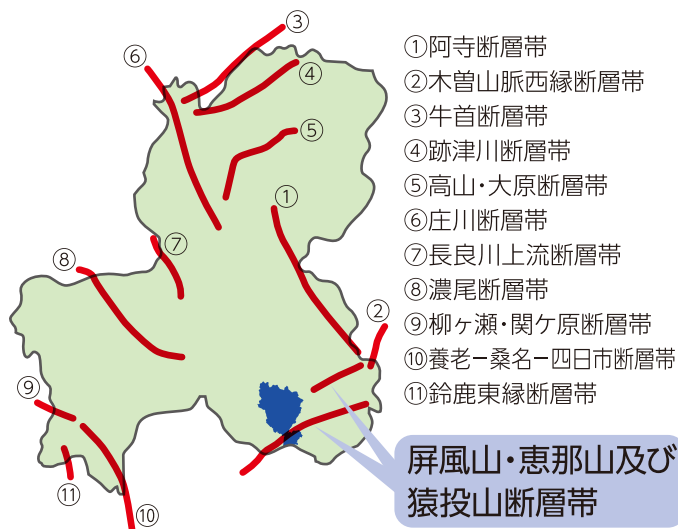 ①阿寺断層帯
②木曽山脈西縁断層帯
③牛首断層帯
④跡津川断層帯
⑤高山・大原断層帯
⑥庄川断層帯
⑦長良川上流断層帯
⑧濃尾断層帯
⑨柳ヶ瀬・関ケ原断層帯
⑩養老ー桑名ー四日市断層帯
⑪鈴鹿東縁断層帯
屏風山・恵那山及び
猿投山断層帯
③
⑥
④
⑤
①
⑦
⑧
②
⑨
⑪
⑩